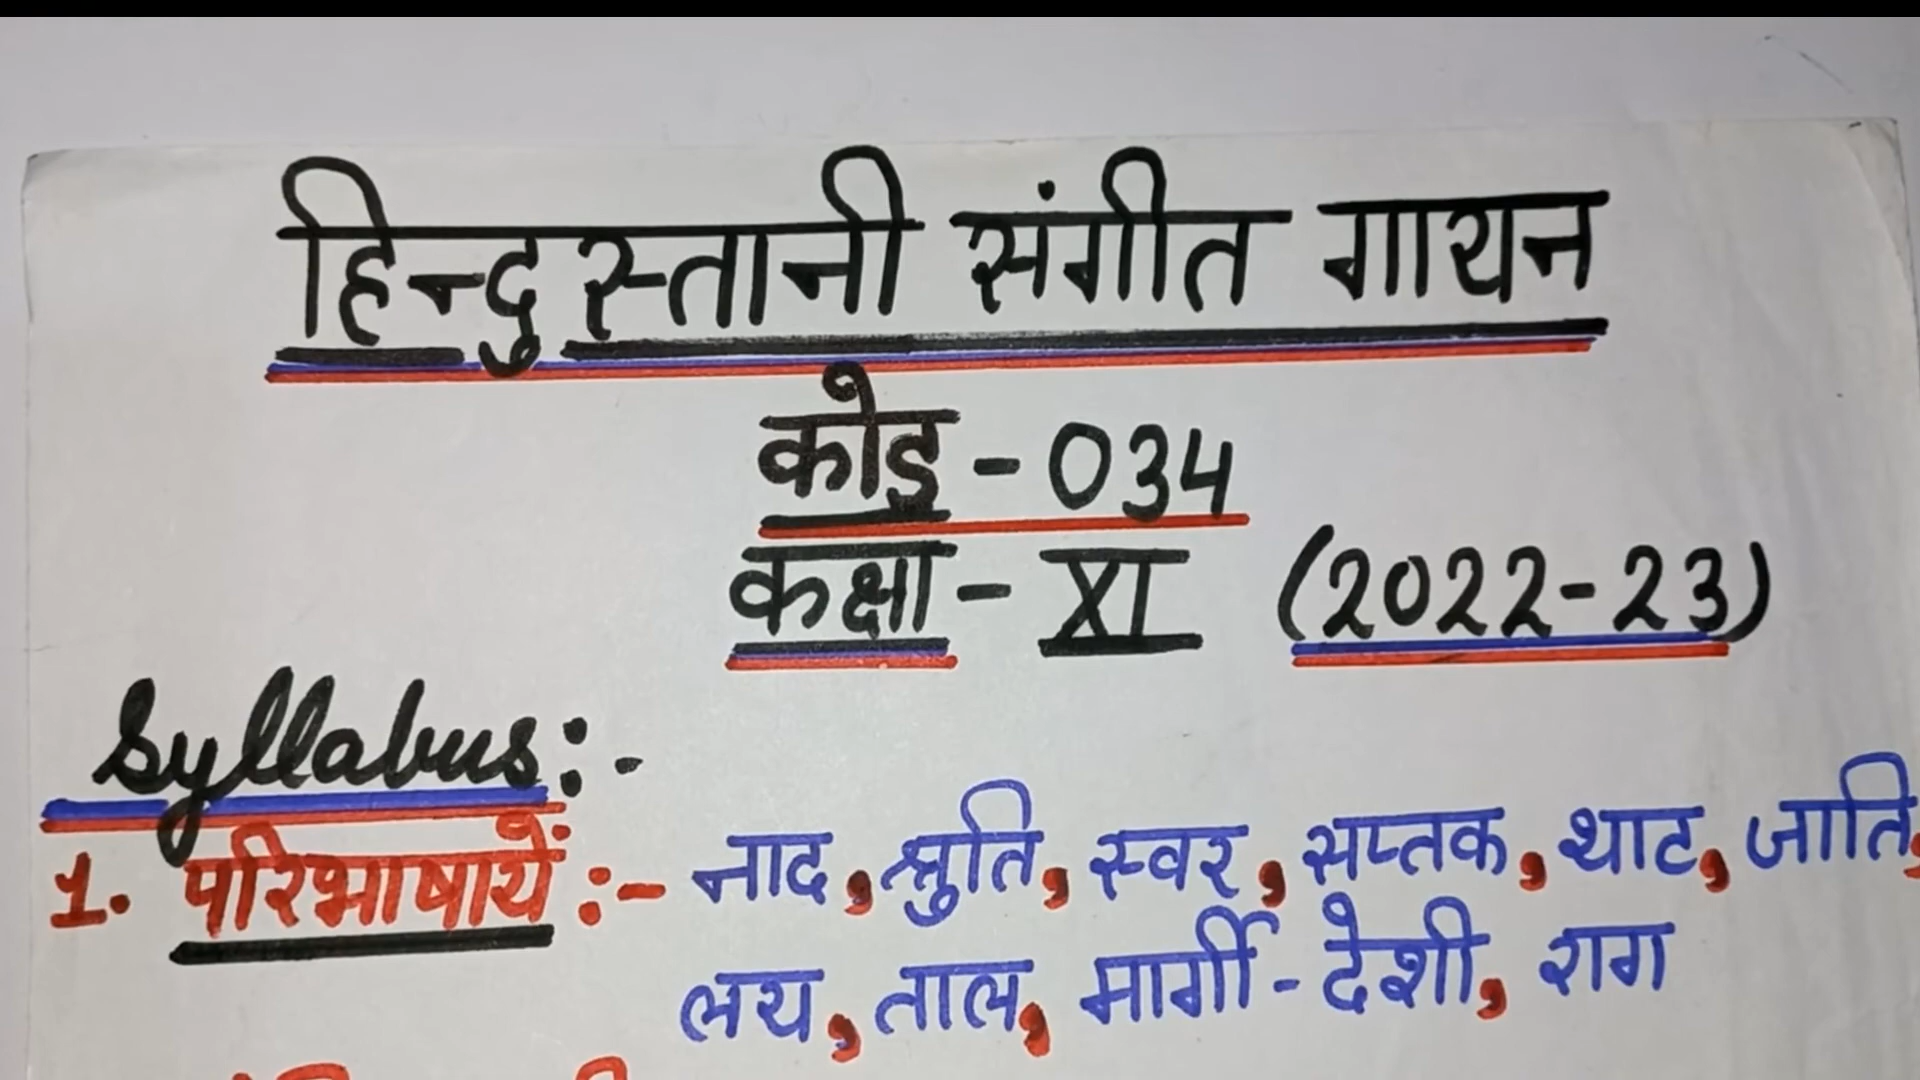 हिन्दुस्तानी संगीत गायन
कोड - 034
कक्षा - XI (2022-23)
Syllabus:-
1. परिभाषायें :- नाद, श्रुति, स्वर, सप्तक, थाट, जाति,
लय, ताल, मार्गी - देशी, राग